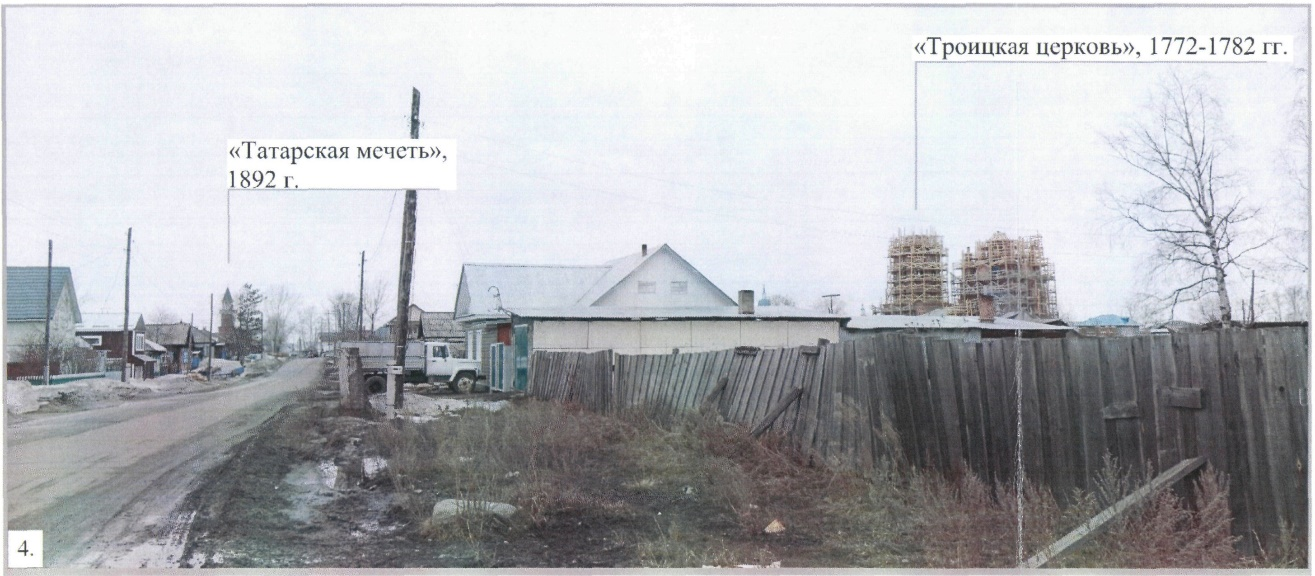 «Троицкая церковь», 1772-1782 гг.
«Татарская мечеть»,
1892 г.
4.